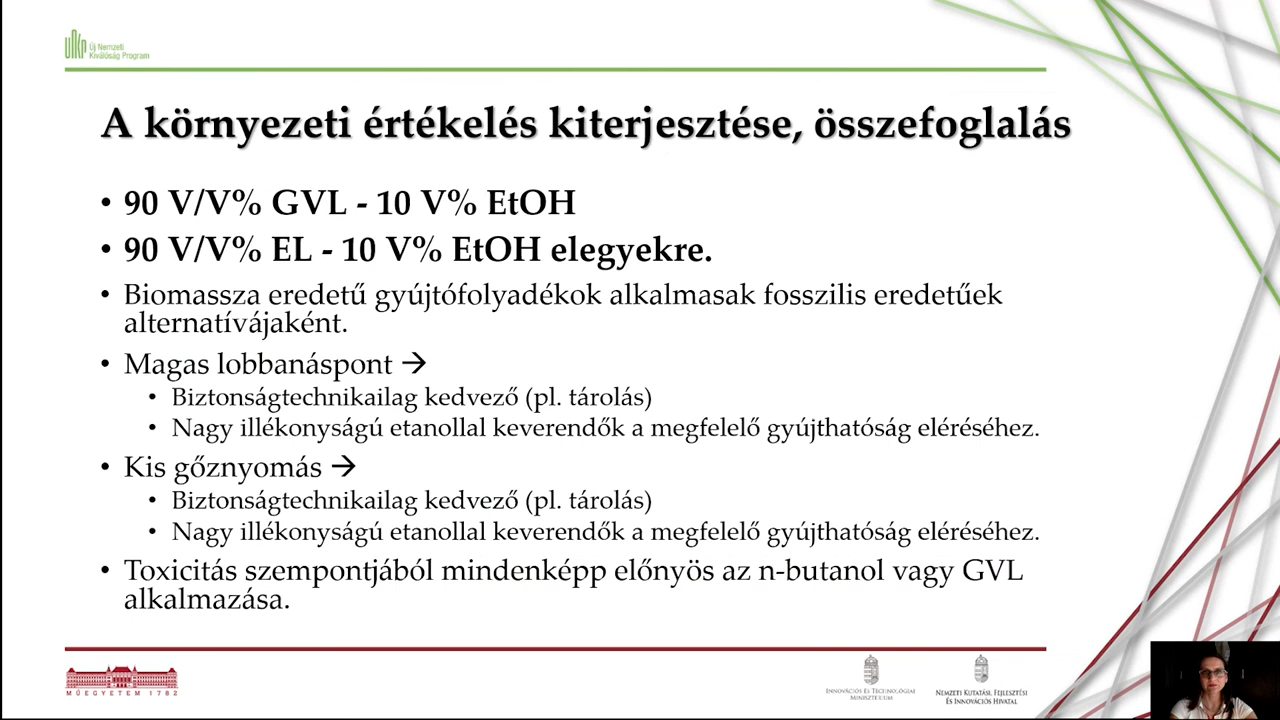 Új Nemzeti
Kiválóság Program
A környezeti értékelés kiterjesztése, összefoglalás
• 90 V/V% GVL - 10 V% EtOH
• 90 V/V% EL - 10 V% EtOH elegyekre.
• Biomassza eredetű gyújtófolyadékok alkalmasak fosszilis eredetűek
alternatívájaként.
• Magas lobbanáspont →
• Biztonságtechnikailag kedvező (pl. tárolás)
• Nagy illékonyságú etanollal keverendők a megfelelő gyújthatóság eléréséhez.
• Kis gőznyomás →
• Biztonságtechnikailag kedvező (pl. tárolás)
• Nagy illékonyságú etanollal keverendők a megfelelő gyújthatóság eléréséhez.
• Toxicitás szempontjából mindenképp előnyös az n-butanol vagy GVL
alkalmazása.
MŰEGYETEM 1782
INNOVÁCIÓS ÉS TECHNOLÓGIAI
MINISZTÉRIUM
NEMZETI KUTATÁSI, FEJLESZTÉSI
ÉS INNOVÁCIÓS HIVATAL